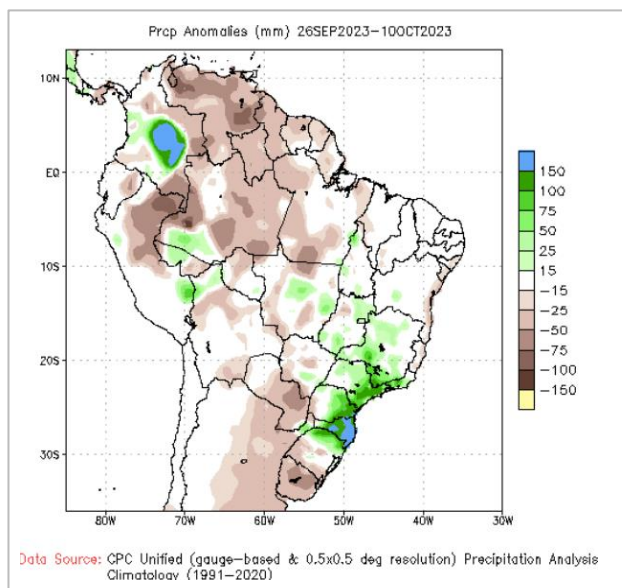 Prcp Anomalies (mm) 26SEP2023-10OCT2023
10N
EQ
10S
20S
30S
80W 70W 60W 50W 40W 30W
150
100
75
50
25
15
-15
-25
-50
-75
-100
-150
Data Source: CPC Unified (gauge-based & 0.5x0.5 deg resolution) Precipitation Analysis
Climatology (1991-2020)